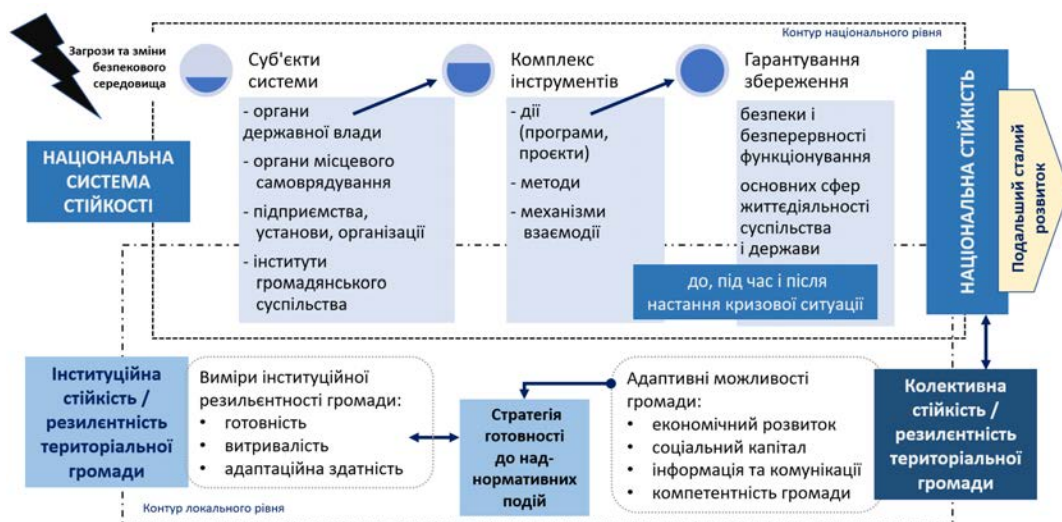 Контур національного рівня
Загрози та зміни
безпекового
середовища
НАЦІОНАЛЬНА
СИСТЕМА
СТІЙКОСТІ
Суб'єкти
системи
- органи
державної влади
- органи місцевого
самоврядування
- підприємства,
установи, організації
- інститути
громадянського
суспільства
Комплекс
інструментів
- дії
(програми,
проєкти)
- методи
- механізми
взаємодії
Гарантування
збереження
безпеки і
безперервності
функціонування
основних сфер
життєдіяльності
суспільства
і держави
до, під час і після
настання кризової ситуації
НАЦІОНАЛЬНА СТІЙКІСТЬ
Подальший сталий
розвиток
Інституційна
стійкість /
резилєнтність
територіальної
громади
Виміри інституційної
резильєнтності громади:
• готовність
• витривалість
• адаптаційна здатність
Стратегія
готовності
до над-
нормативних
подій
Адаптивні можливості
громади:
• економічний розвиток
• соціальний капітал
• інформація та комунікації
• компетентність громади
Колективна
стійкість /
резилєнтність
територіальної
громади
Контур локального рівня